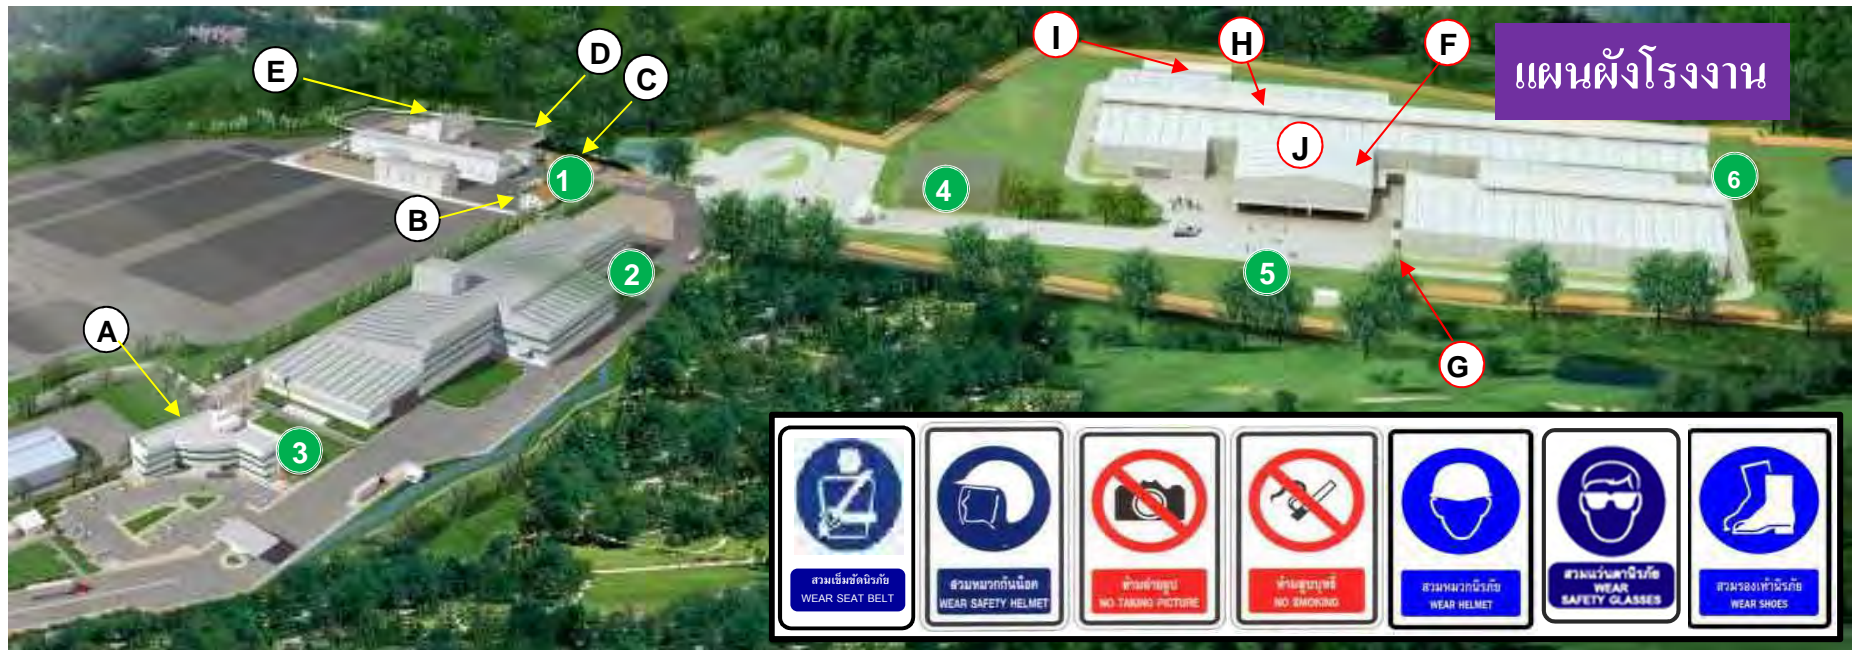 แผนผังโรงงาน
I
H
F
D
C
E
J
1
6
4
B
2
5
A
G
3
สวมเข็มขัดนิรภัย
WEAR SEAT BELT
สวมหมวกกันน๊อค
WEAR SAFETY HELMET
ห้ามถ่ายรูป
NO TAKING PICTURE
ห้ามสูบบุหรี่
NO SMOKING
สวมหมวกนิรภัย
WEAR HELMET
สวมแว่นตานิรภัย
WEAR
SAFETY GLASSES
สวมรองเท้านิรภัย
WEAR SHOES